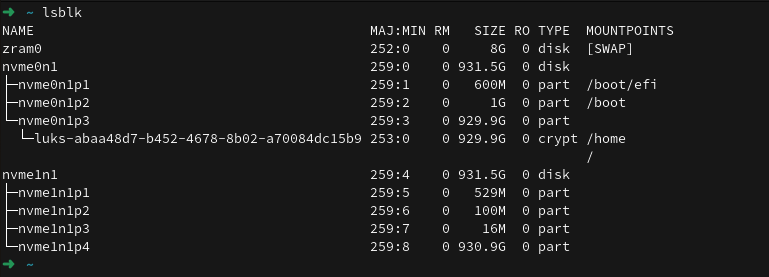 ➜ ~ lsblk
NAME MAJ:MIN RM SIZE RO TYPE MOUNTPOINTS
zram0 252:0 0 8G 0 disk [SWAP]
nvme0n1 259:0 0 931.5G 0 disk
├─nvme0n1p1 259:1 0 600M 0 part /boot/efi
├─nvme0n1p2 259:2 0 1G 0 part /boot
└─nvme0n1p3 259:3 0 929.9G 0 part
└─luks-abaa48d7-b452-4678-8b02-a70084dc15b9 253:0 0 929.9G 0 crypt /home
/
nvme1n1 259:4 0 931.5G 0 disk
├─nvme1n1p1 259:5 0 529M 0 part
├─nvme1n1p2 259:6 0 100M 0 part
├─nvme1n1p3 259:7 0 16M 0 part
└─nvme1n1p4 259:8 0 930.9G 0 part
➜ ~